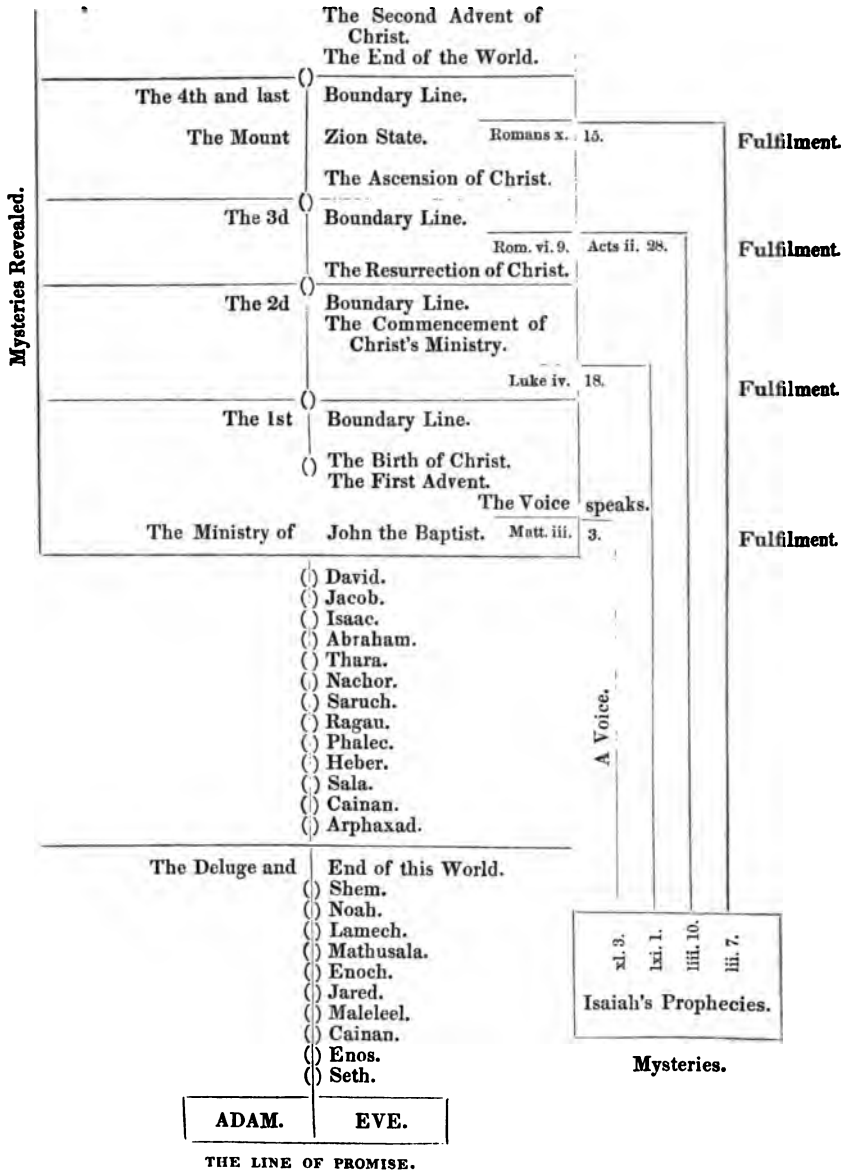 The Second Advent of
Christ.
The End of the World.
The 4th and last Boundary Line.
The Mount Zion State. Romans x. 15. Fulfilment.
The Ascension of Christ.
The 3d Boundary Line.
Rom. vi. 9. Acts ii. 28. Fulfilment.
The Resurrection of Christ.
The 2d Boundary Line.
The Commencement of
Christ's Ministry.
Luke iv. 18. Fulfilment.
The 1st Boundary Line.
The Birth of Christ.
The First Advent.
The Voice speaks.
The Ministry of John the Baptist. Matt. iii. 3. Fulfilment.
Mysteries Revealed.
David.
Jacob.
Isaac.
Abraham.
Thara.
Nachor.
Saruch.
Ragau.
Phalec.
Heber.
Sala.
Cainan.
Arphaxad.
A Voice.
The Deluge and End of this World.
Shem.
Noah.
Lamech.
Mathusala.
Enoch.
Jared.
Maleleel.
Cainan.
Enos.
Seth.
xl. 3.
lxi. 1.
liii. 10.
lii. 7.
Isaiah's Prophecies.
Mysteries.
ADAM. EVE.
THE LINE OF PROMISE.